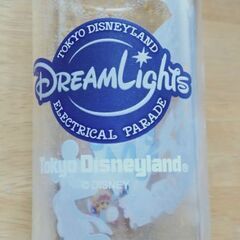 TOKYO DISNEYLAND
DREAMLIGHTS
ELECTRICAL PARADE
Tokyo Disneyland®
© DISNEY